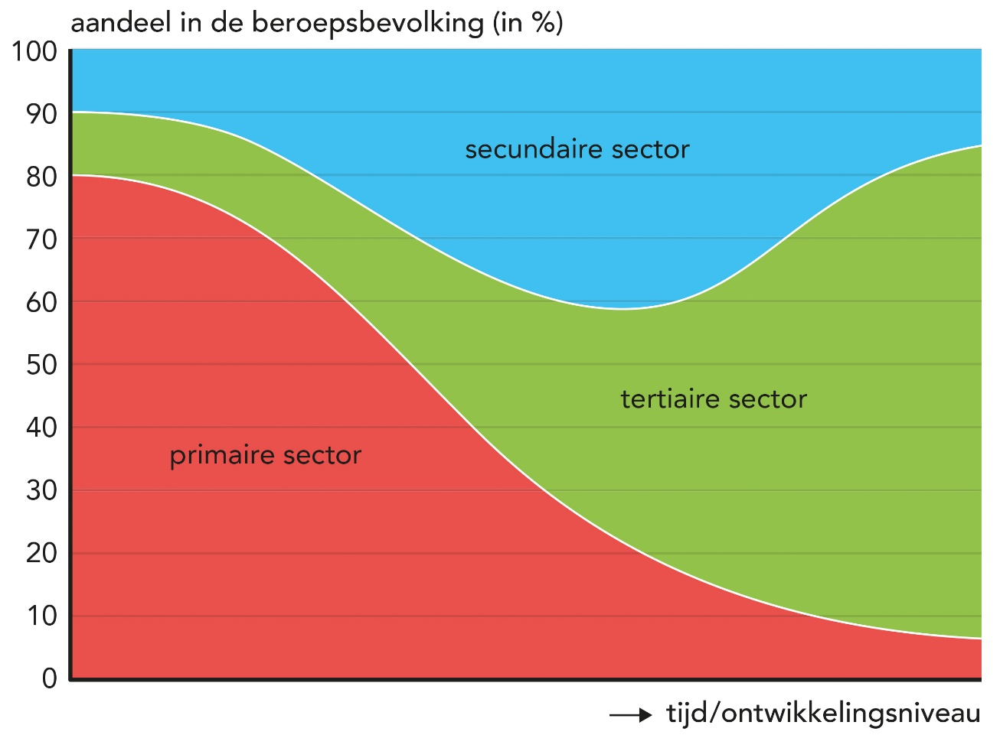 aandeel in de beroepsbevolking (in %)
100
90
80
70
60
50
40
30
20
10
0
secundaire sector
tertiaire sector
primaire sector
tijd/ontwikkelingsniveau